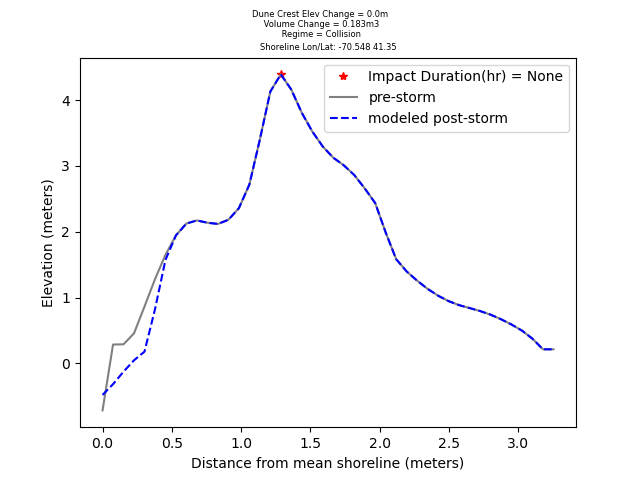 Dune Crest Elev Change = 0.0m
Volume Change = 0.183m3
Regime = Collision
Shoreline Lon/Lat: -70.548 41.35
Impact Duration(hr) = None
pre-storm
modeled post-storm
Elevation (meters)
4
3
2
1
0
0.0 0.5 1.0 1.5 2.0 2.5 3.0
Distance from mean shoreline (meters)